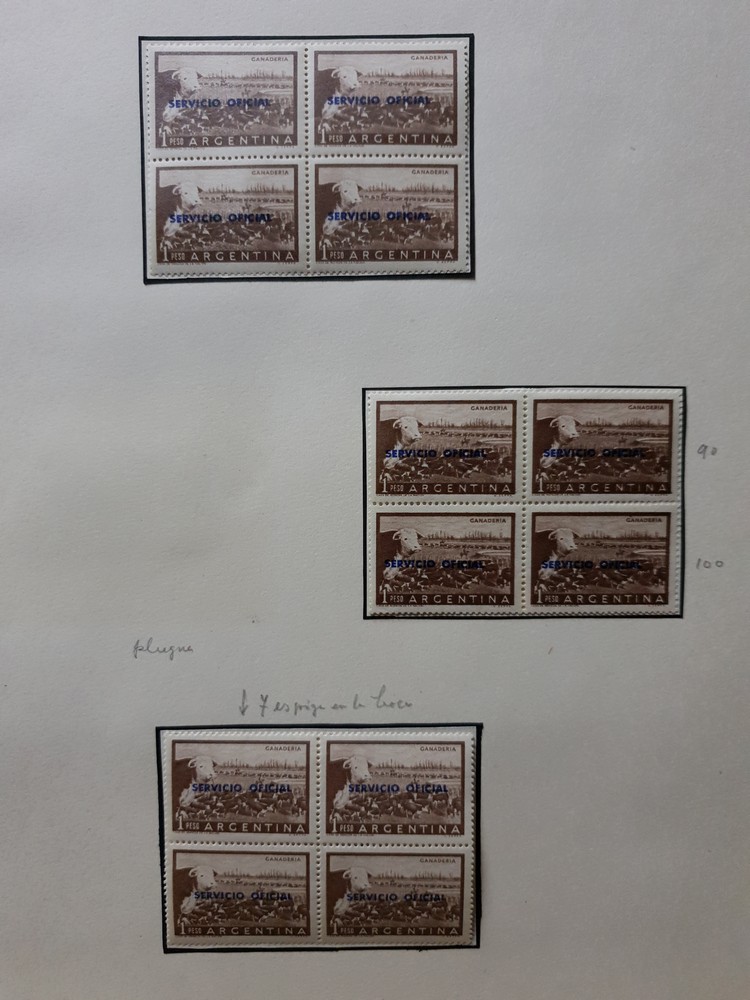 GANADERIA GANADERIA
SERVICIO OFICIAL SERVICIO OFICIAL
1 PESO ARGENTINA 1 PESO ARGENTINA
GANADERIA GANADERIA
SERVICIO OFICIAL SERVICIO OFICIAL
1 PESO ARGENTINA 1 PESO ARGENTINA
GANADERIA GANADERIA
SERVICIO OFICIAL SERVICIO OFICIAL 90
1 PESO ARGENTINA 1 PESO ARGENTINA
GANADERIA GANADERIA
SERVICIO OFICIAL SERVICIO OFICIAL 100
1 PESO ARGENTINA 1 PESO ARGENTINA
↓ 7 en la
GANADERIA GANADERIA
SERVICIO OFICIAL SERVICIO OFICIAL
1 PESO ARGENTINA 1 PESO ARGENTINA
GANADERIA GANADERIA
SERVICIO OFICIAL SERVICIO OFICIAL
1 PESO ARGENTINA 1 PESO ARGENTINA